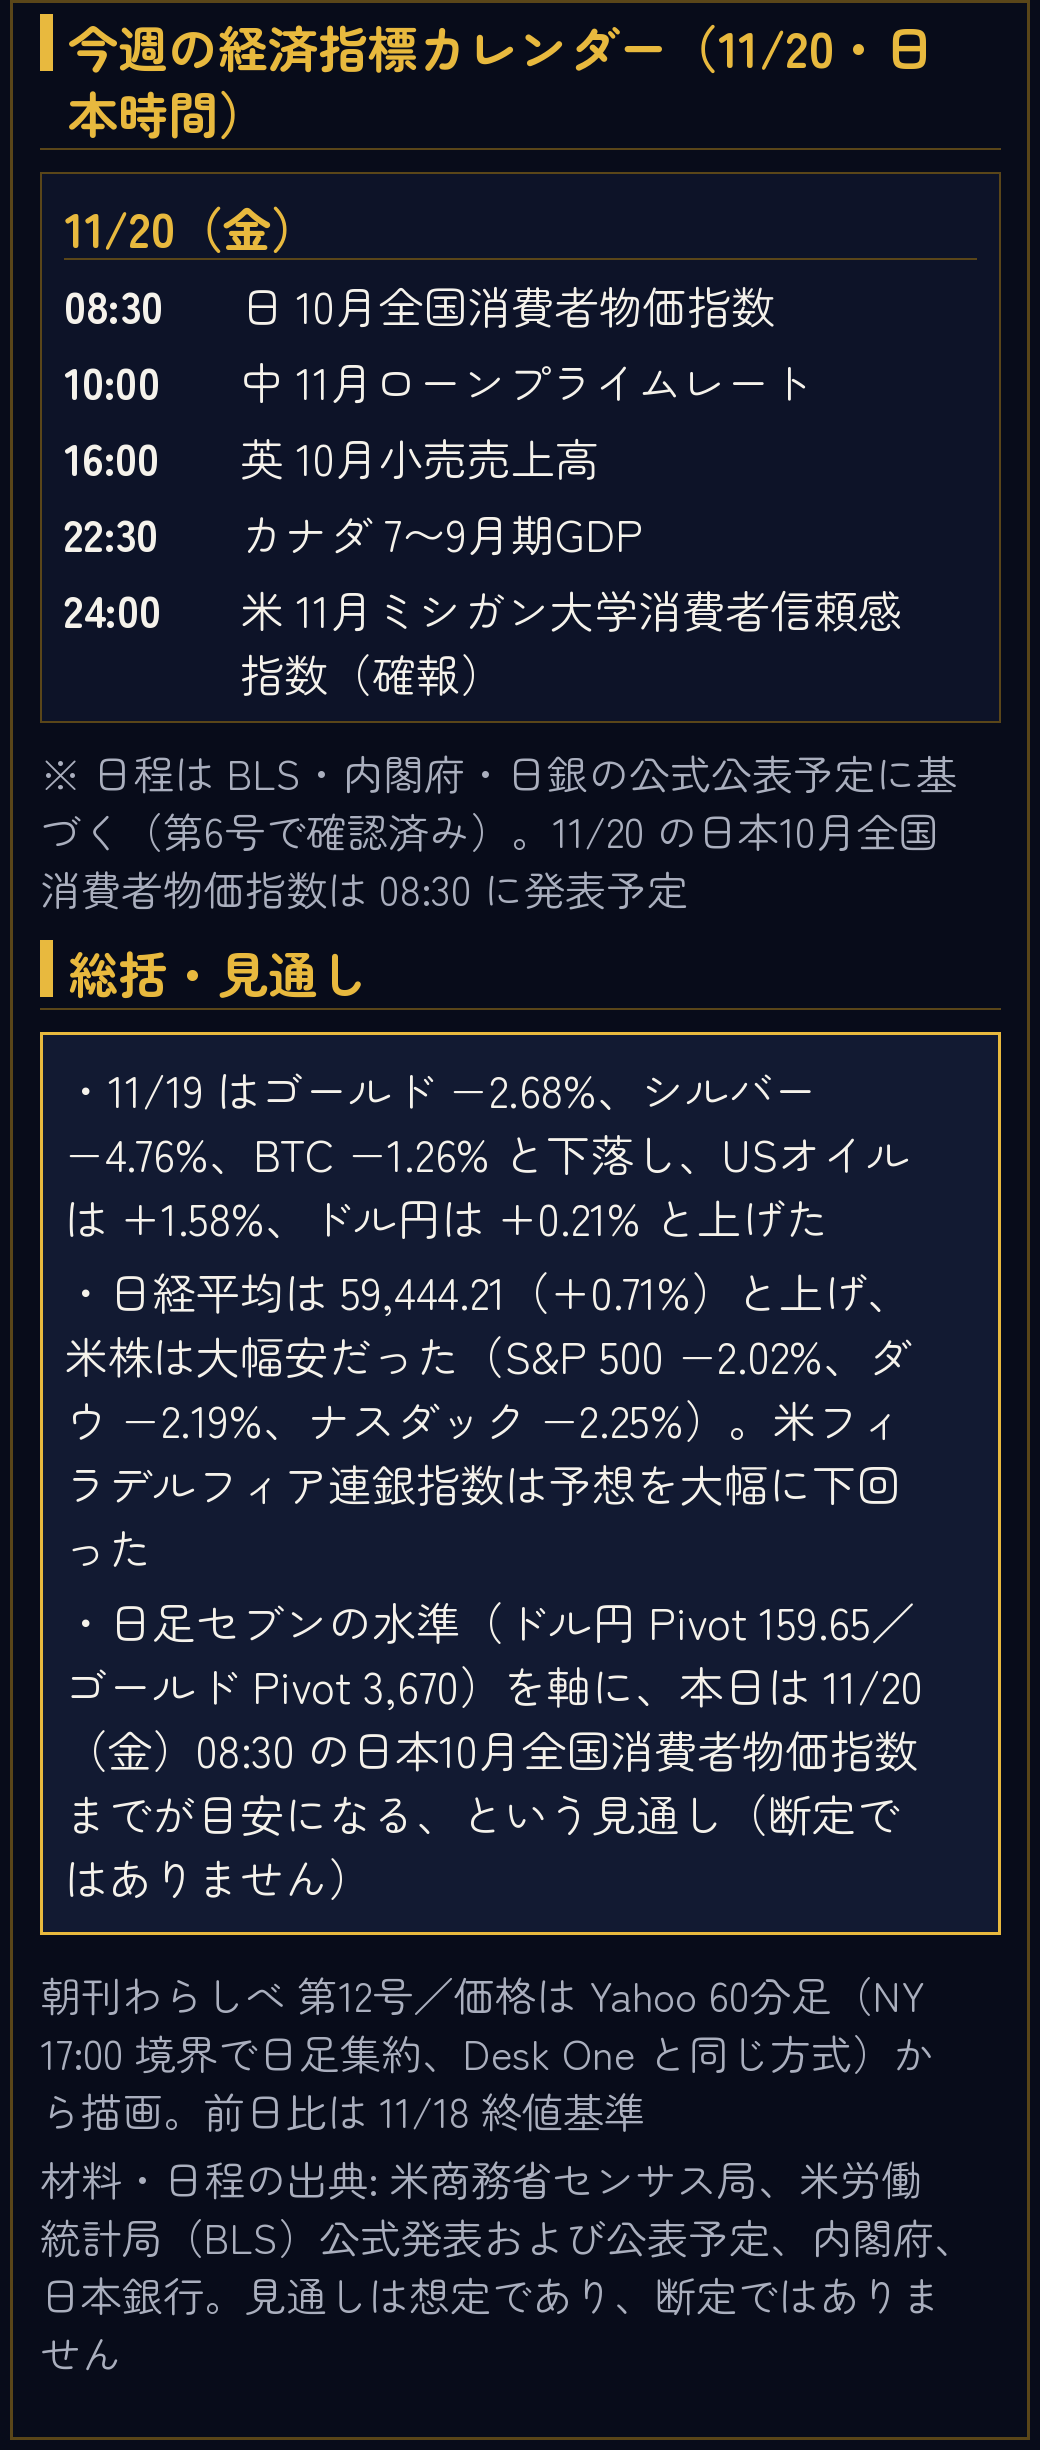 今週の経済指標カレンダー（11/20・日
本時間）
11/20（金）
08:30 日 10月全国消費者物価指数
10:00 中 11月ローンプライムレート
16:00 英 10月小売売上高
22:30 カナダ 7〜9月期GDP
24:00 米 11月ミシガン大学消費者信頼感
指数（確報）
※ 日程は BLS・内閣府・日銀の公式公表予定に基
づく（第6号で確認済み）。11/20 の日本10月全国
消費者物価指数は 08:30 に発表予定
総括・見通し
・11/19 はゴールド −2.68%、シルバー
−4.76%、BTC −1.26% と下落し、USオイル
は +1.58%、ドル円は +0.21% と上げた
・日経平均は 59,444.21（+0.71%）と上げ、
米株は大幅安だった（S&P 500 −2.02%、ダ
ウ −2.19%、ナスダック −2.25%）。米フィ
ラデルフィア連銀指数は予想を大幅に下回
った
・日足セブンの水準（ドル円 Pivot 159.65／
ゴールド Pivot 3,670）を軸に、本日は 11/20
（金）08:30 の日本10月全国消費者物価指数
までが目安になる、という見通し（断定で
はありません）
朝刊わらしべ 第12号／価格は Yahoo 60分足（NY
17:00 境界で日足集約、Desk One と同じ方式）か
ら描画。前日比は 11/18 終値基準
材料・日程の出典: 米商務省センサス局、米労働
統計局（BLS）公式発表および公表予定、内閣府、
日本銀行。見通しは想定であり、断定ではありま
せん